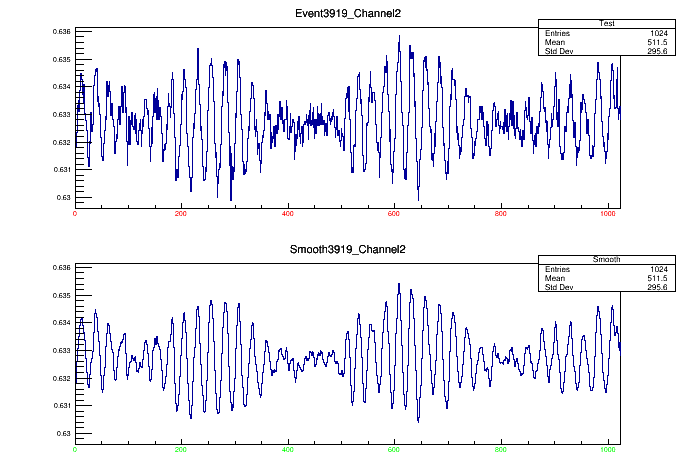 Event3919_Channel2
Test
Entries 1024
Mean 511.5
Std Dev 295.6
0.636
0.635
0.634
0.633
0.632
0.631
0.63
0 200 400 600 800 1000
Smooth3919_Channel2
Smooth
Entries 1024
Mean 511.5
Std Dev 295.6
0.636
0.635
0.634
0.633
0.632
0.631
0.63
0 200 400 600 800 1000